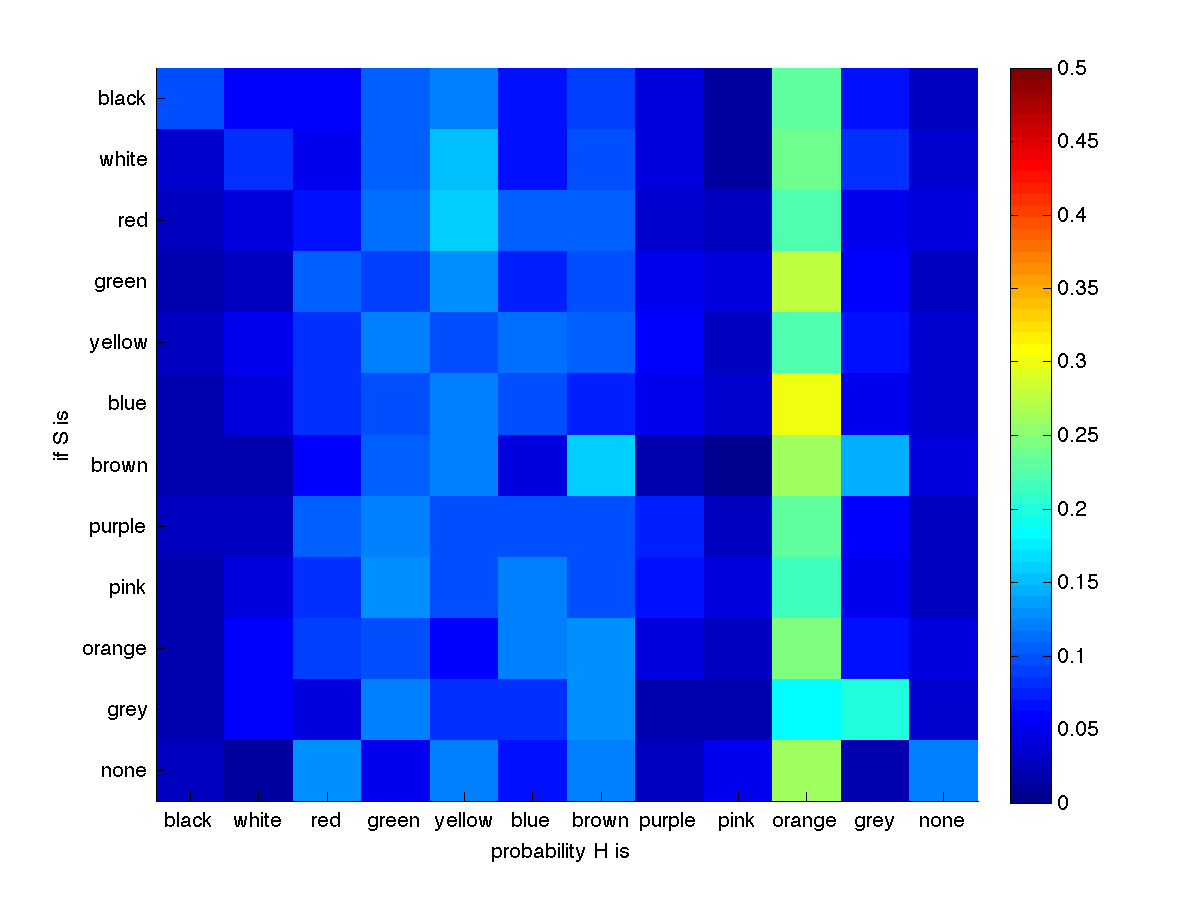 black
white
red
green
yellow
blue
brown
purple
pink
orange
grey
none
if S is
black white red green yellow blue brown purple pink orange grey none
probability H is
0.5
0.45
0.4
0.35
0.3
0.25
0.2
0.15
0.1
0.05
0